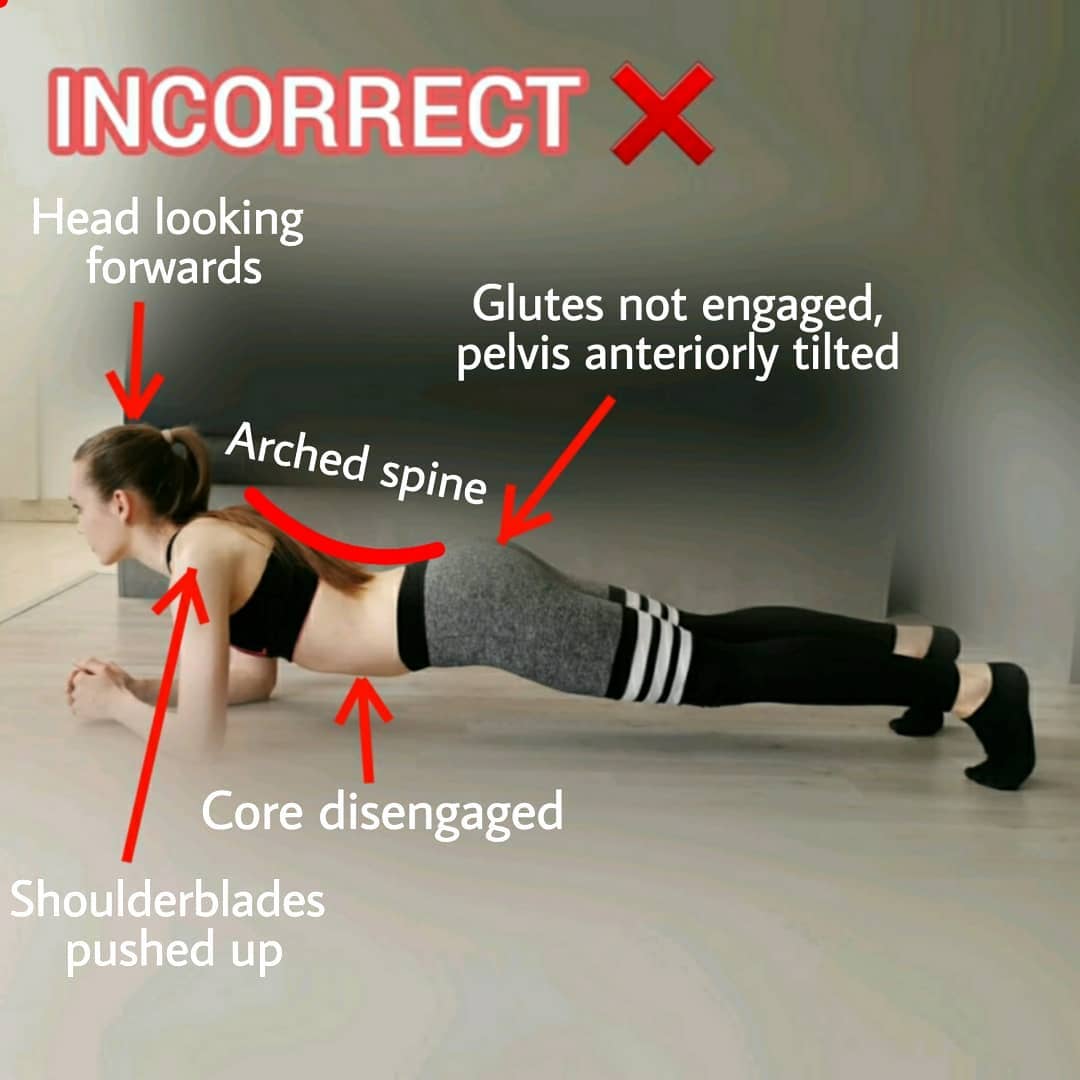 INCORRECT ❌
Head looking
forwards
Glutes not engaged,
pelvis anteriorly tilted
Arched spine
Core disengaged
Shoulderblades
pushed up